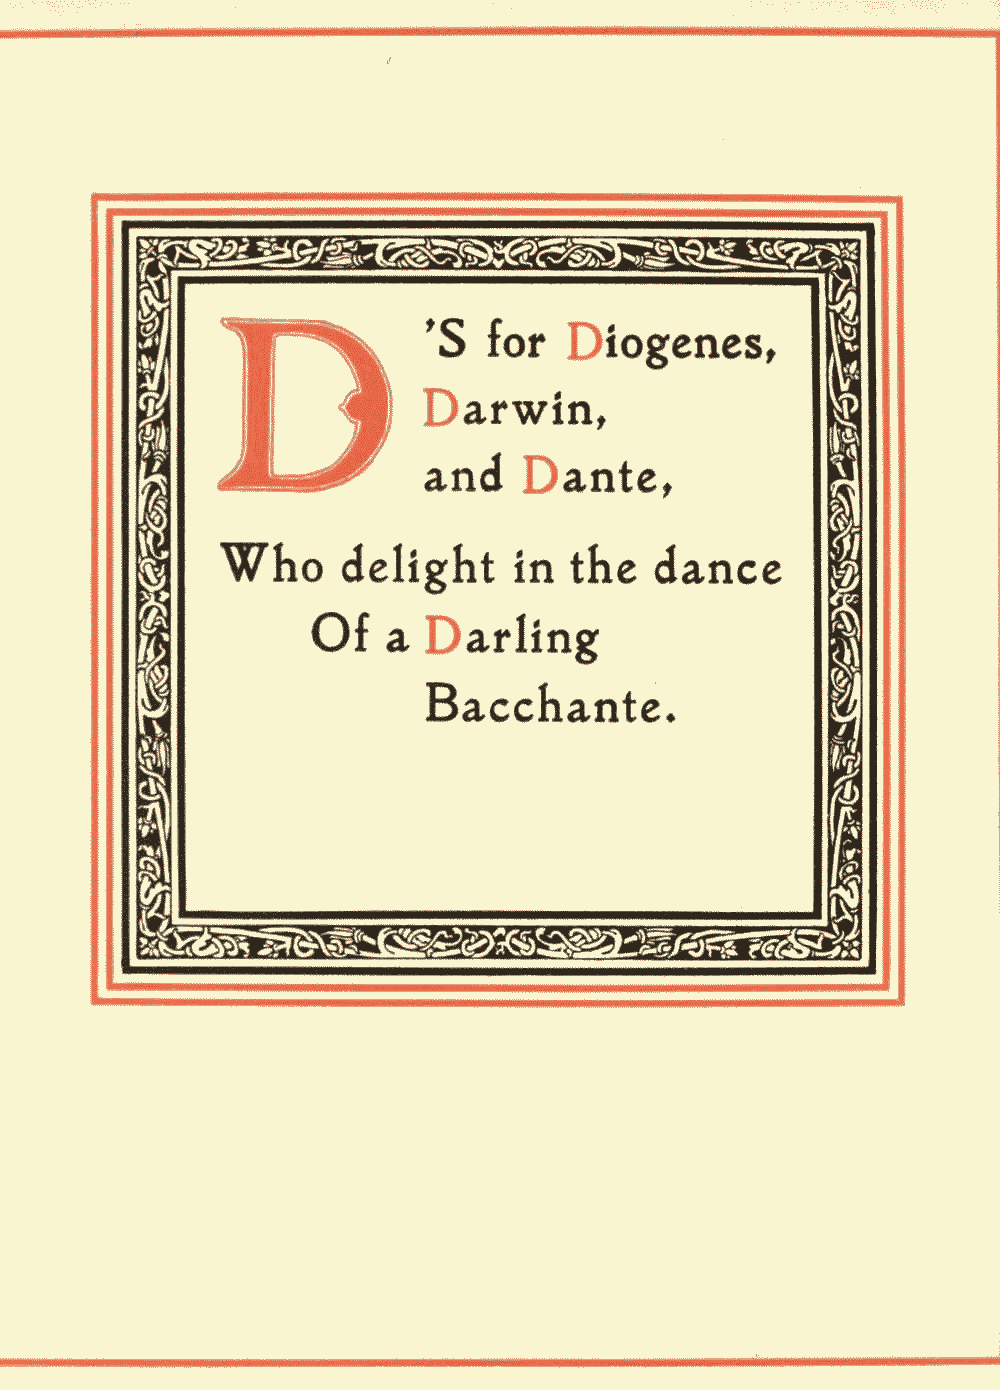 D'S for Diogenes,
Darwin,
and Dante,
Who delight in the dance
Of a Darling
Bacchante.